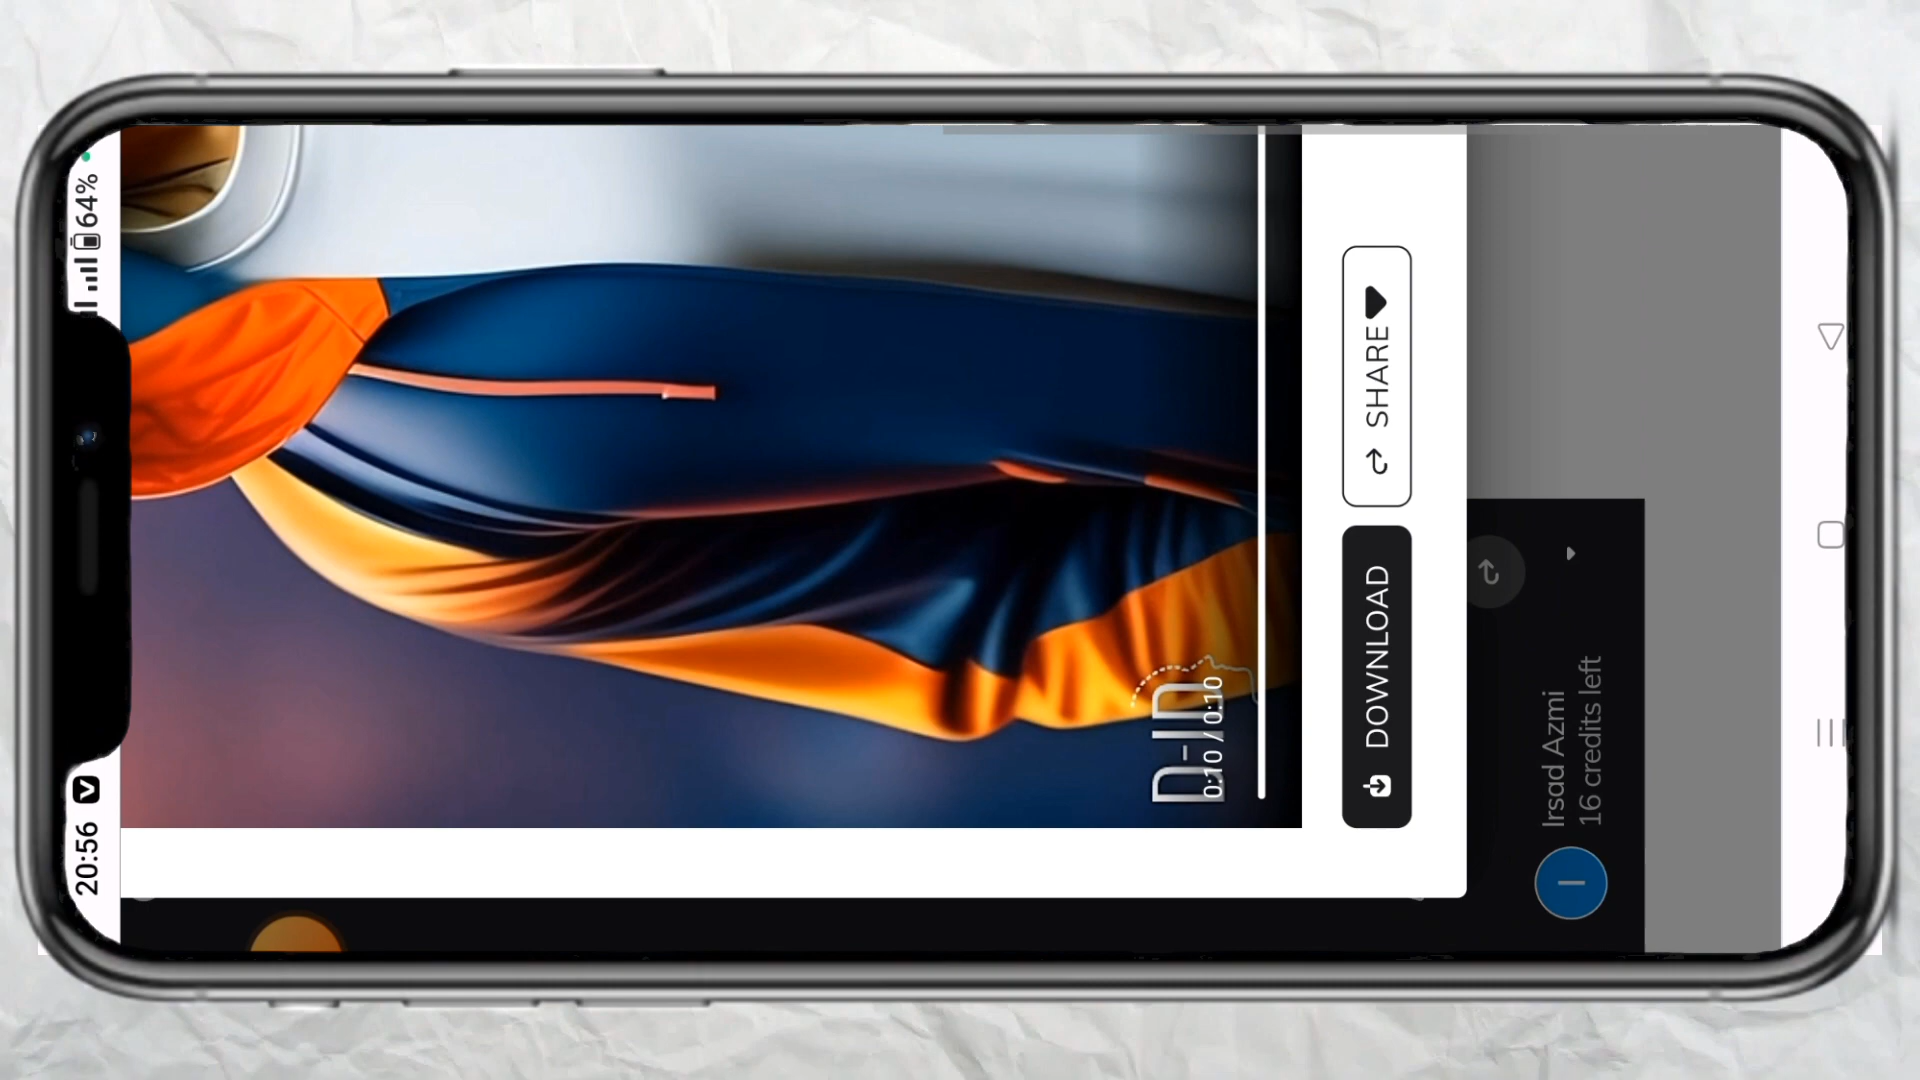 20:56
64%
D-ID
0:10 / 0:10
DOWNLOAD
SHARE
Irsad Azmi
16 credits left
I